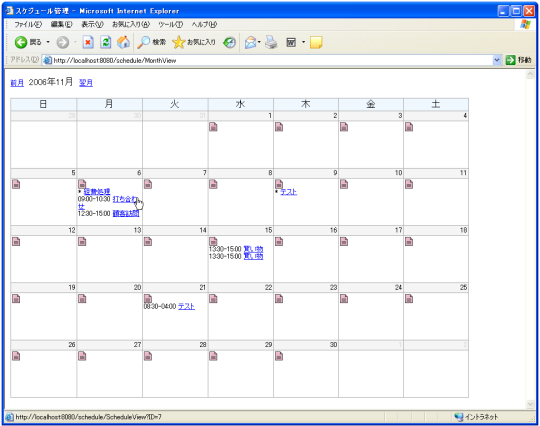 スケジュール管理 - Microsoft Internet Explorer
ファイル(F) 編集(E) 表示(V) お気に入り(A) ツール(T) ヘルプ(H)
戻る 検索 お気に入り
アドレス(D) http://localhost:8080/schedule/MonthView 移動
前月 2006年11月 翌月
日 月 火 水 木 金 土
29 30 31 1 2 3 4
5 6 7 8 9 10 11
* 経費処理 * テスト
09:00-10:30 打ち合わ
せ
12:30-15:00 顧客訪問
12 13 14 15 16 17 18
13:30-15:00 買い物
13:30-15:00 買い物
19 20 21 22 23 24 25
08:30-04:00 テスト
26 27 28 29 30 1 2
http://localhost:8080/schedule/ScheduleView?ID=7 イントラネット